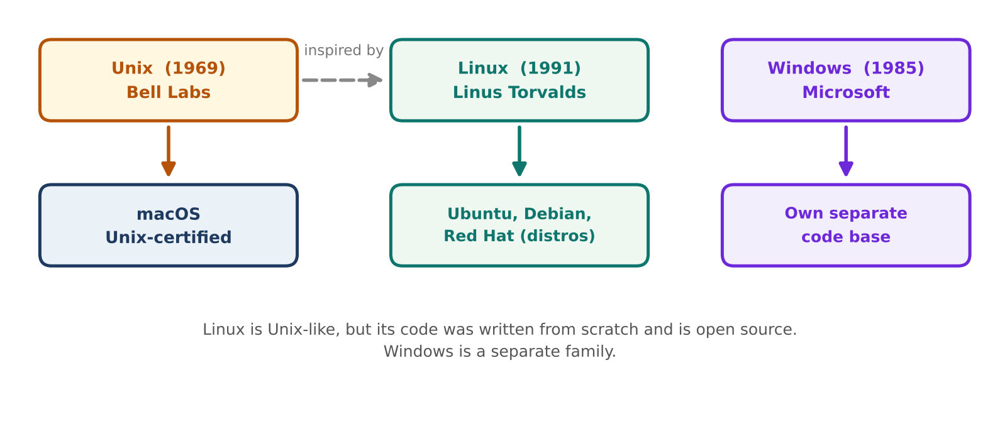 Unix (1969)
Bell Labs
inspired by
Linux (1991)
Linus Torvalds
Windows (1985)
Microsoft
macOS
Unix-certified
Ubuntu, Debian,
Red Hat (distros)
Own separate
code base
Linux is Unix-like, but its code was written from scratch and is open source.
Windows is a separate family.